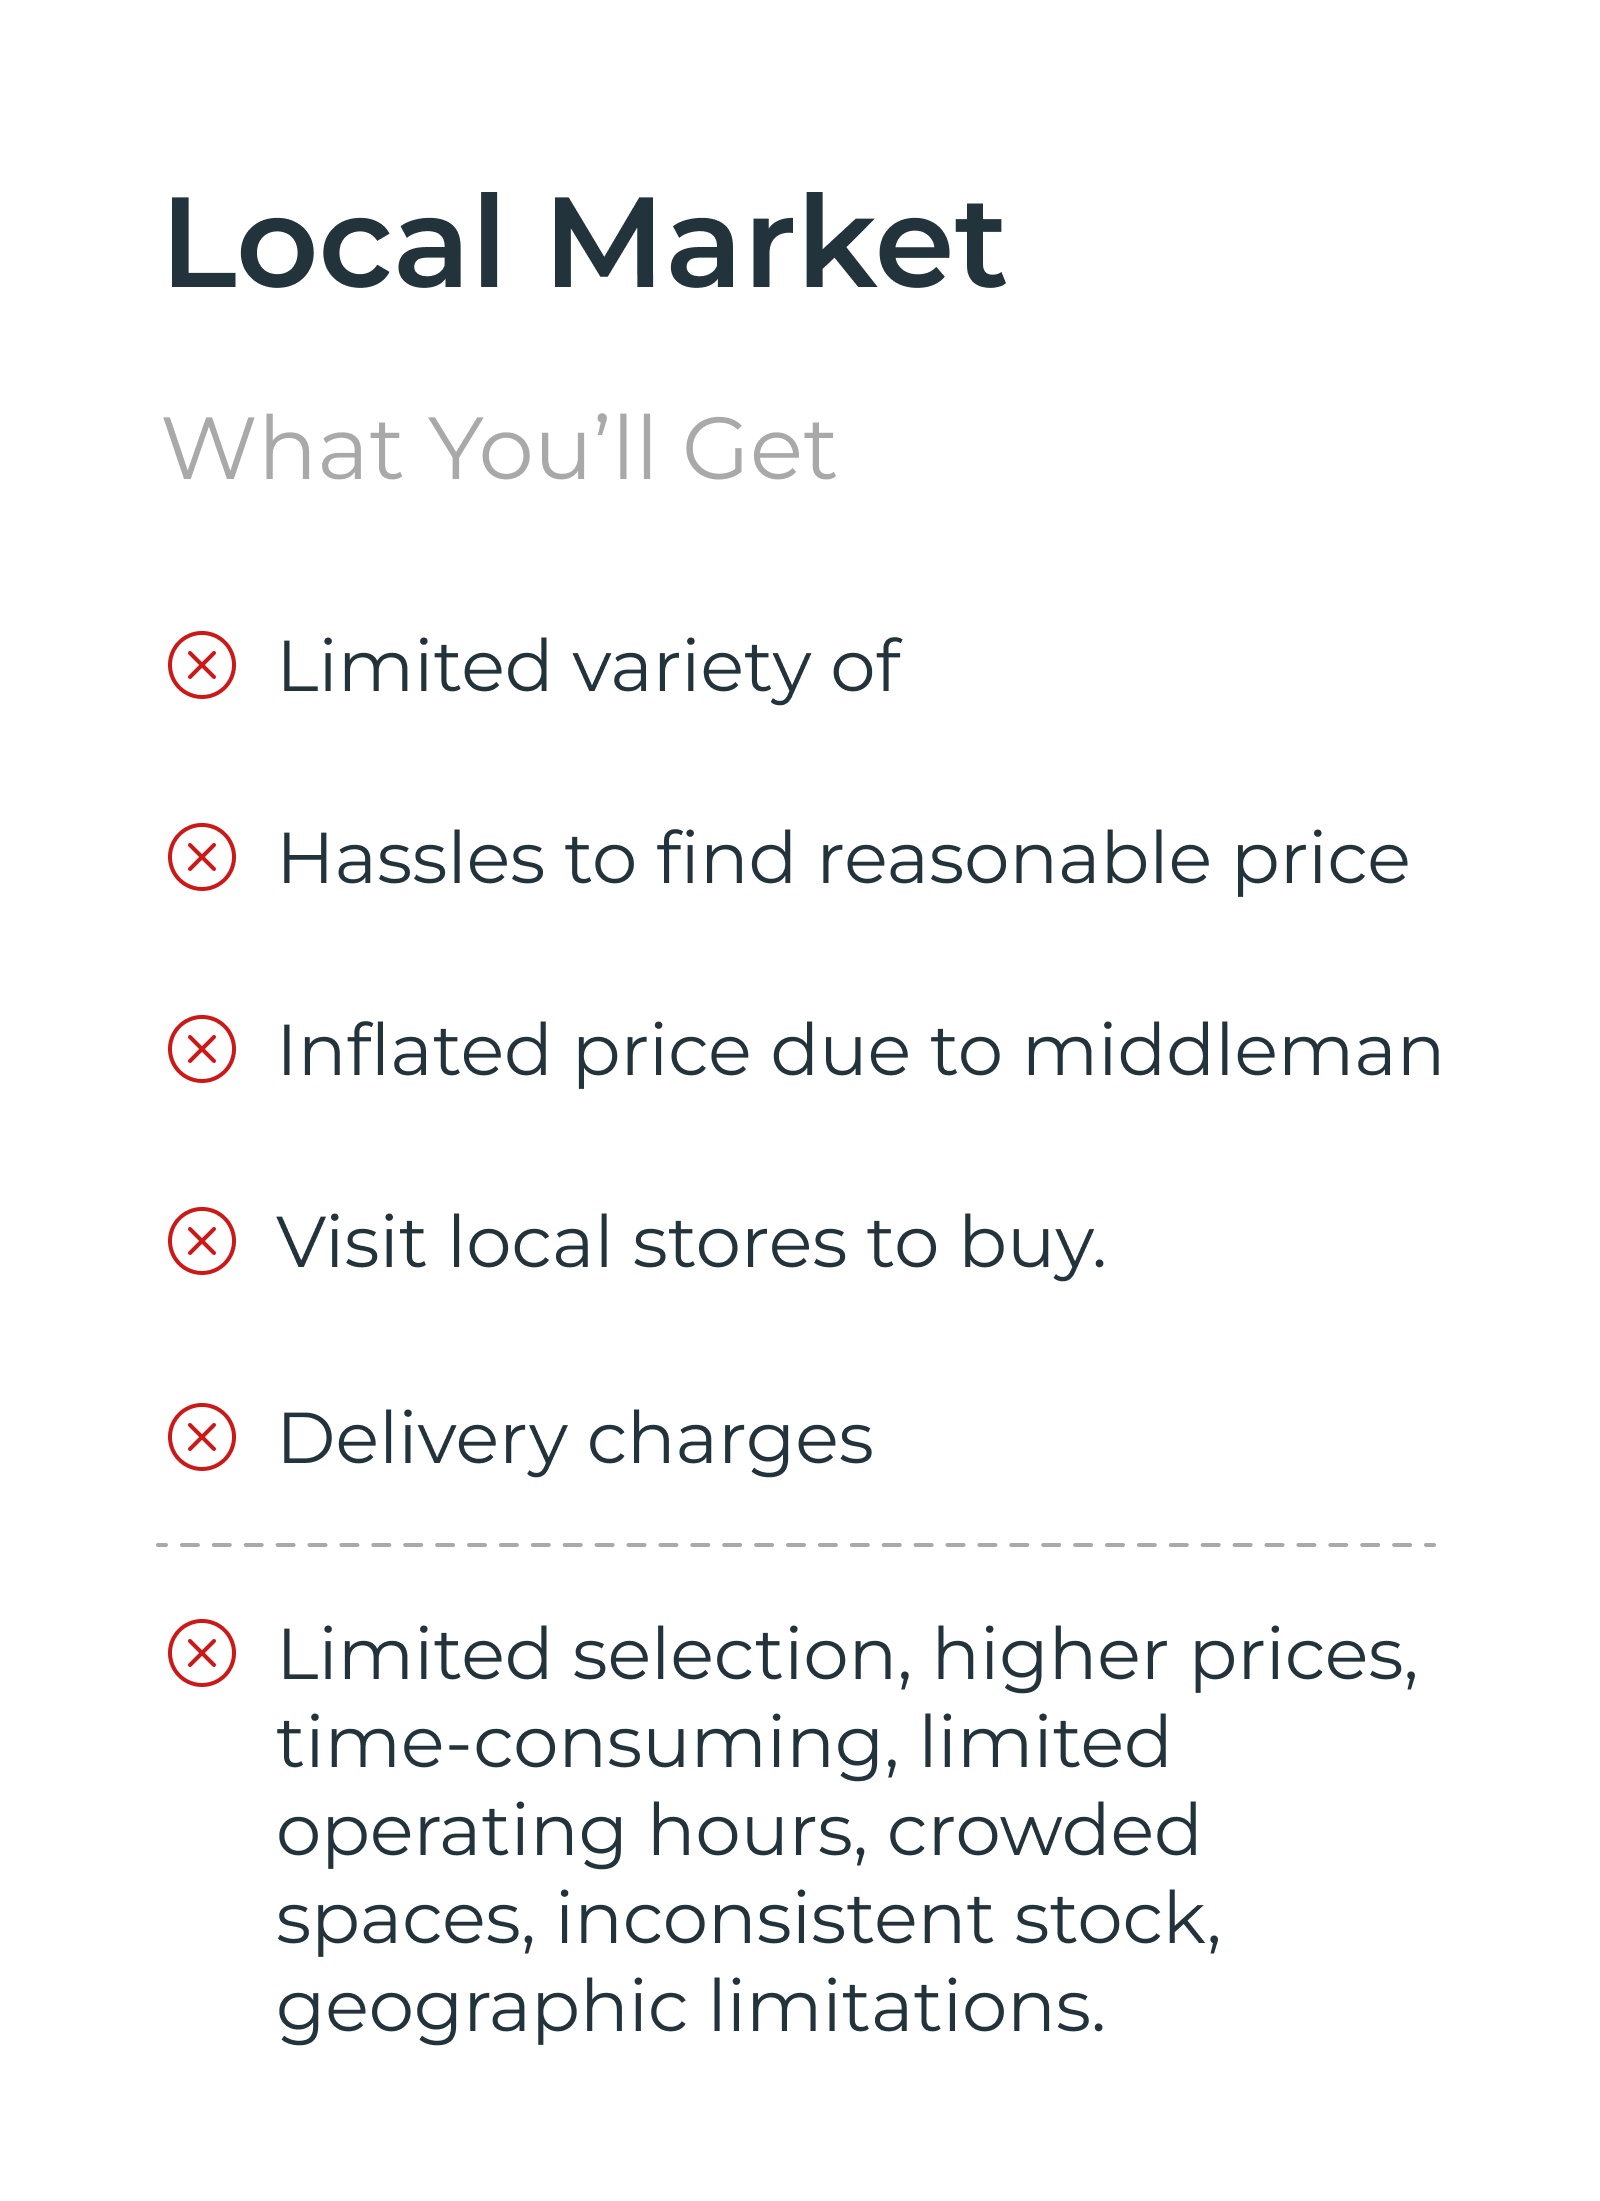 Local Market
What You’ll Get
Limited variety of
Hassles to find reasonable price
Inflated price due to middleman
Visit local stores to buy.
Delivery charges
Limited selection, higher prices,
time-consuming, limited
operating hours, crowded
spaces, inconsistent stock,
geographic limitations.